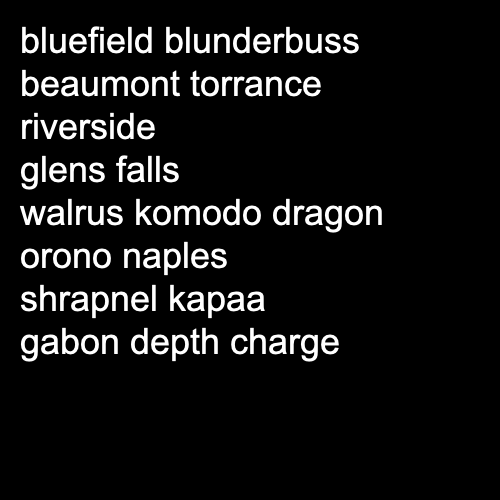 bluefield blunderbuss
beaumont torrance
riverside
glens falls
walrus komodo dragon
orono naples
shrapnel kapaa
gabon depth charge